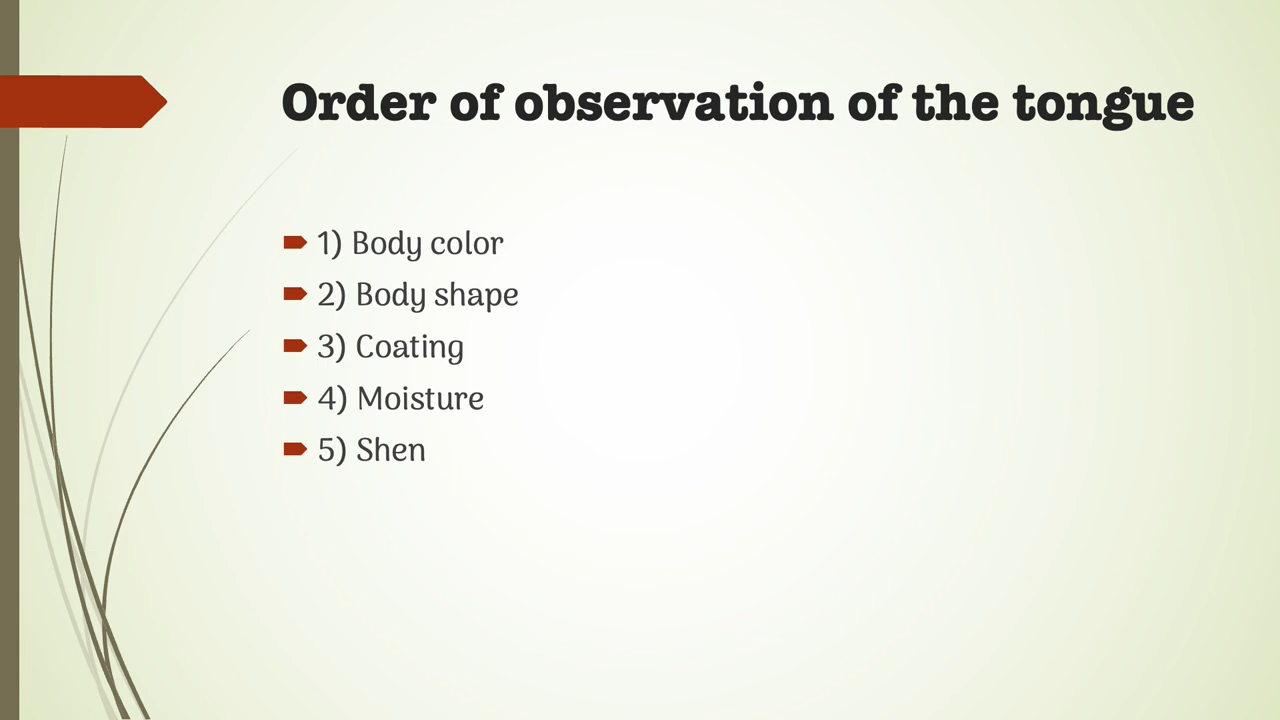 Order of observation of the tongue
1) Body color
2) Body shape
3) Coating
4) Moisture
5) Shen